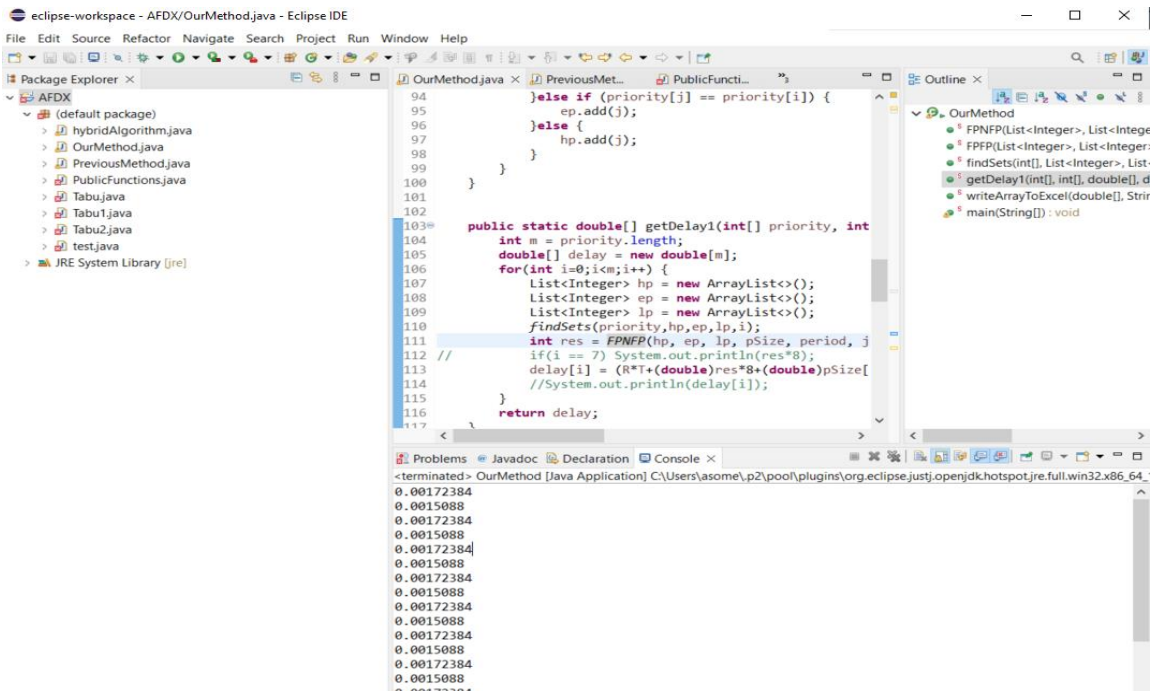 eclipse-workspace - AFDX/OurMethod.java - Eclipse IDE
File Edit Source Refactor Navigate Search Project Run Window Help
Package Explorer
AFDX
(default package)
hybridAlgorithm.java
OurMethod.java
PreviousMethod.java
PublicFunctions.java
Tabu.java
Tabu1.java
Tabu2.java
test.java
JRE System Library [jre]
OurMethod.java PreviousMet... PublicFuncti... »
94 }else if (priority[j] == priority[i]) {
95 ep.add(j);
96 }else {
97 hp.add(j);
98 }
99 }
100 }
101
102
103 public static double[] getDelay1(int[] priority, int
104 int m = priority.length;
105 double[] delay = new double[m];
106 for(int i=0;i<m;i++) {
107 List<Integer> hp = new ArrayList<>();
108 List<Integer> ep = new ArrayList<>();
109 List<Integer> lp = new ArrayList<>();
110 findSets(priority,hp,ep,lp,i);
111 int res = FPNFP(hp, ep, lp, pSize, period, j
112 // if(i == 7) System.out.println(res*8);
113 delay[i] = (R*T+(double)res*8+(double)pSize[
114 //System.out.println(delay[i]);
115 }
116 return delay;
117 }
Outline
OurMethod
FPNFP(List<Integer>, List<Intege
FPFP(List<Integer>, List<Integer>
findSets(int[], List<Integer>, List<
getDelay1(int[], int[], double[], d
writeArrayToExcel(double[], Strin
main(String[]) : void
Problems Javadoc Declaration Console
<terminated> OurMethod [Java Application] C:\Users\asome\.p2\pool\plugins\org.eclipse.justj.openjdk.hotspot.jre.full.win32.x86_64_1
0.00172384
0.0015088
0.00172384
0.0015088
0.00172384
0.0015088
0.00172384
0.0015088
0.00172384
0.0015088
0.00172384
0.0015088
0.00172384
0.0015088
0.00172384